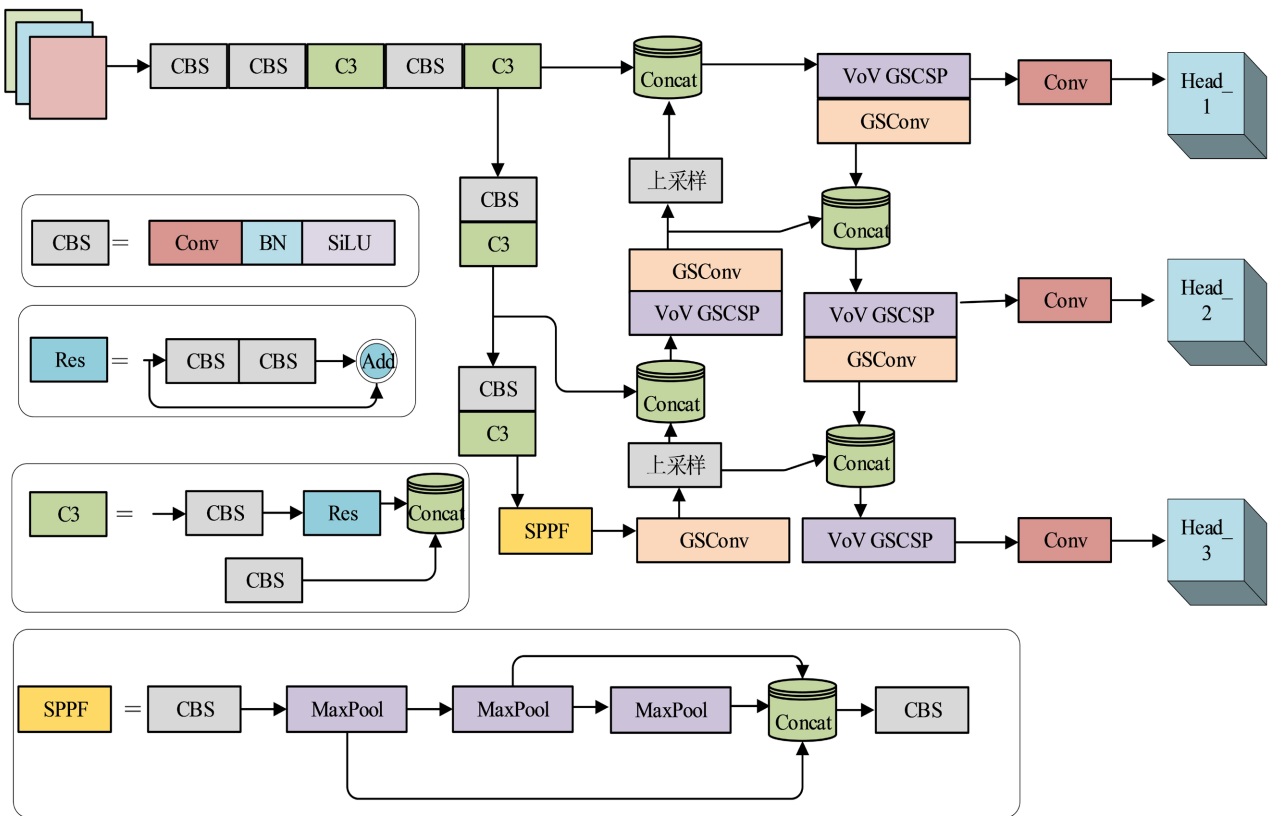 CBS CBS C3 CBS C3
Concat
VoV GSCSP
GSConv
Conv
Head_
1
上采样
CBS
C3
Concat
GSConv
VoV GSCSP
VoV GSCSP
GSConv
Conv
Head_
2
CBS = Conv BN SiLU
Res = CBS CBS Add
CBS
C3
Concat
上采样
Concat
SPPF
GSConv
VoV GSCSP
Conv
Head_
3
C3 = CBS Res Concat
CBS
SPPF = CBS MaxPool MaxPool MaxPool Concat CBS